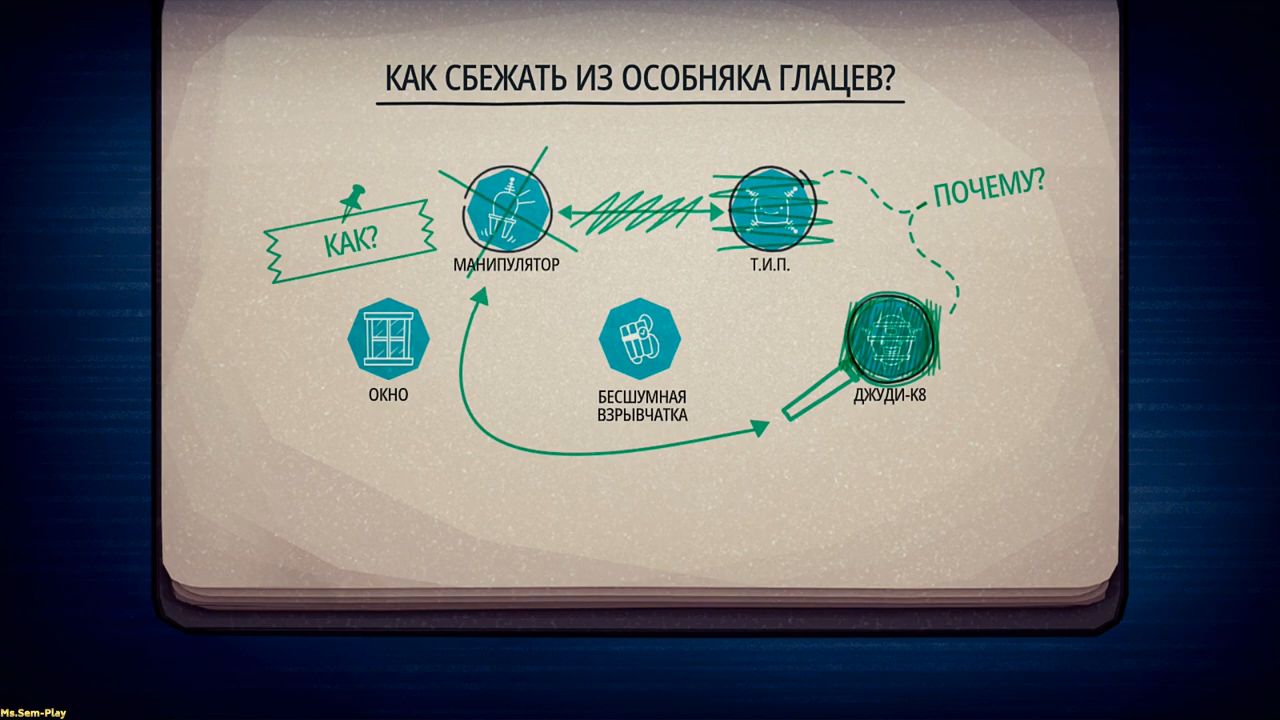 КАК СБЕЖАТЬ ИЗ ОСОБНЯКА ГЛАЦЕВ?
ПОЧЕМУ?
КАК?
МАНИПУЛЯТОР
Т.И.П.
ОКНО
БЕСШУМНАЯ
ВЗРЫВЧАТКА
ДЖУДИ-К8
Ms.Sem-Play